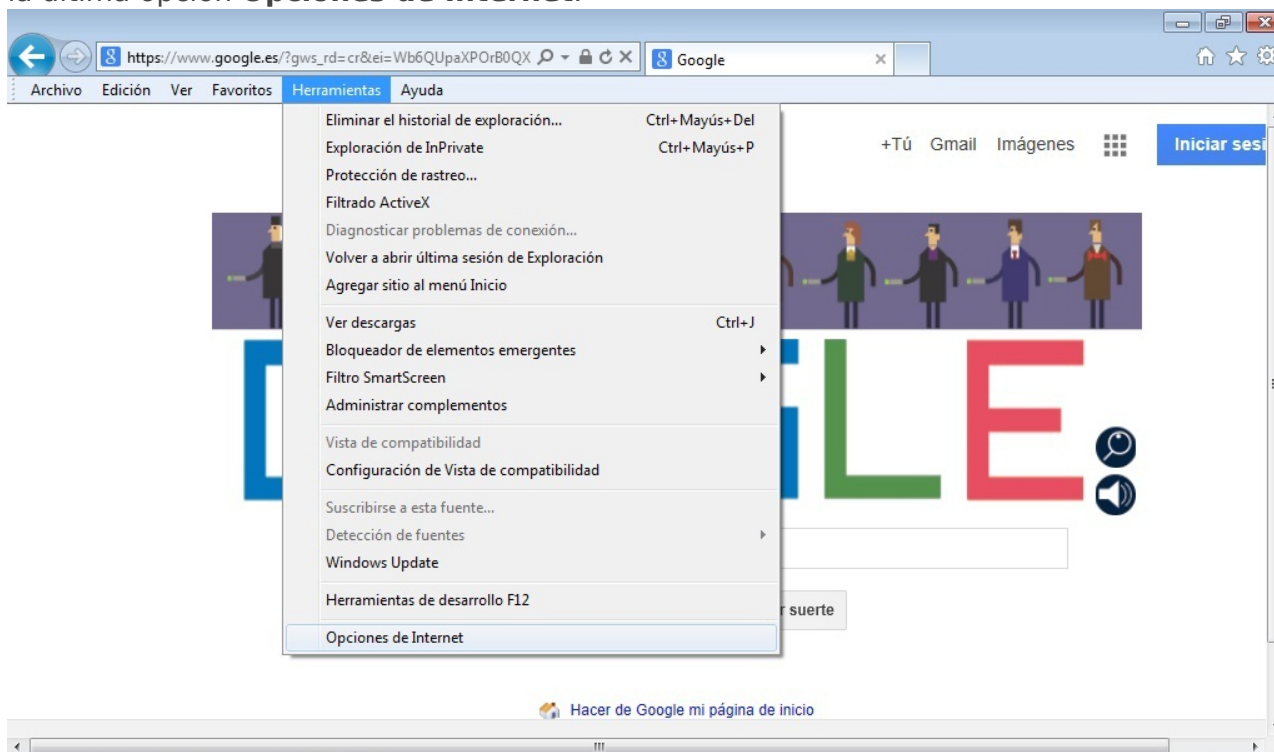 la última opción Opciones de Internet.
https://www.google.es/?gws_rd=cr&ei=Wb6QUpaXPOrB0QX
Google
Archivo Edición Ver Favoritos Herramientas Ayuda
Eliminar el historial de exploración... Ctrl+Mayús+Del
Exploración de InPrivate Ctrl+Mayús+P
Protección de rastreo...
Filtrado ActiveX
Diagnosticar problemas de conexión...
Volver a abrir última sesión de Exploración
Agregar sitio al menú Inicio
Ver descargas Ctrl+J
Bloqueador de elementos emergentes
Filtro SmartScreen
Administrar complementos
Vista de compatibilidad
Configuración de Vista de compatibilidad
Suscribirse a esta fuente...
Detección de fuentes
Windows Update
Herramientas de desarrollo F12
Opciones de Internet
+Tú Gmail Imágenes
Iniciar sesi
L E
r suerte
Hacer de Google mi página de inicio